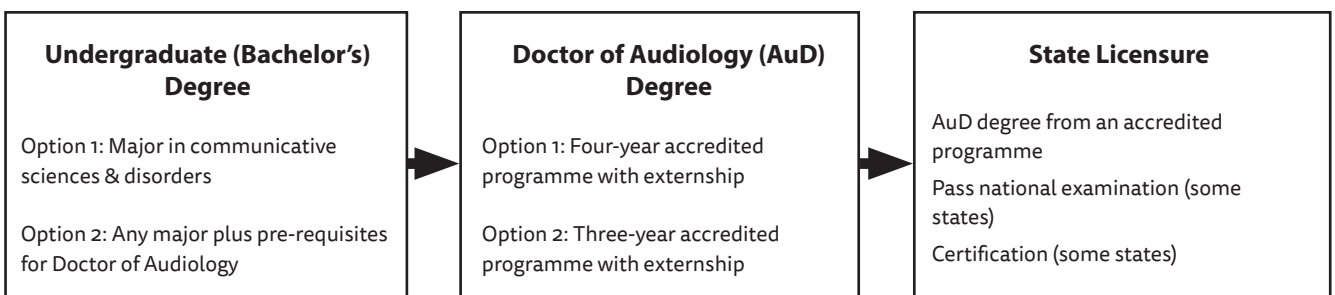 Undergraduate (Bachelor's)
Degree
Option 1: Major in communicative
sciences & disorders
Option 2: Any major plus pre-requisites
for Doctor of Audiology
Doctor of Audiology (AuD)
Degree
Option 1: Four-year accredited
programme with externship
Option 2: Three-year accredited
programme with externship
State Licensure
AuD degree from an accredited
programme
Pass national examination (some
states)
Certification (some states)